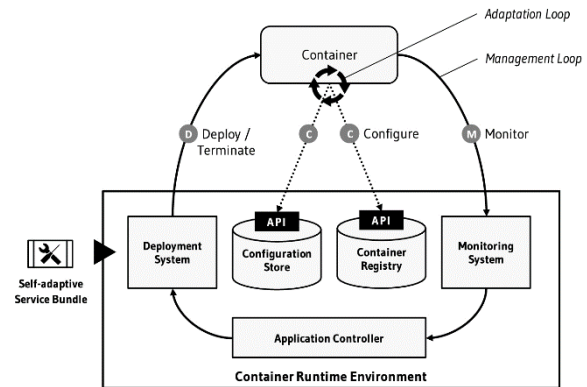 Adaptation Loop
Container
Management Loop
D
Deploy /
Terminate
C
C
Configure
M
Monitor
API
API
Deployment
System
Configuration
Store
Container
Registry
Monitoring
System
Self-adaptive
Service Bundle
Application Controller
Container Runtime Environment